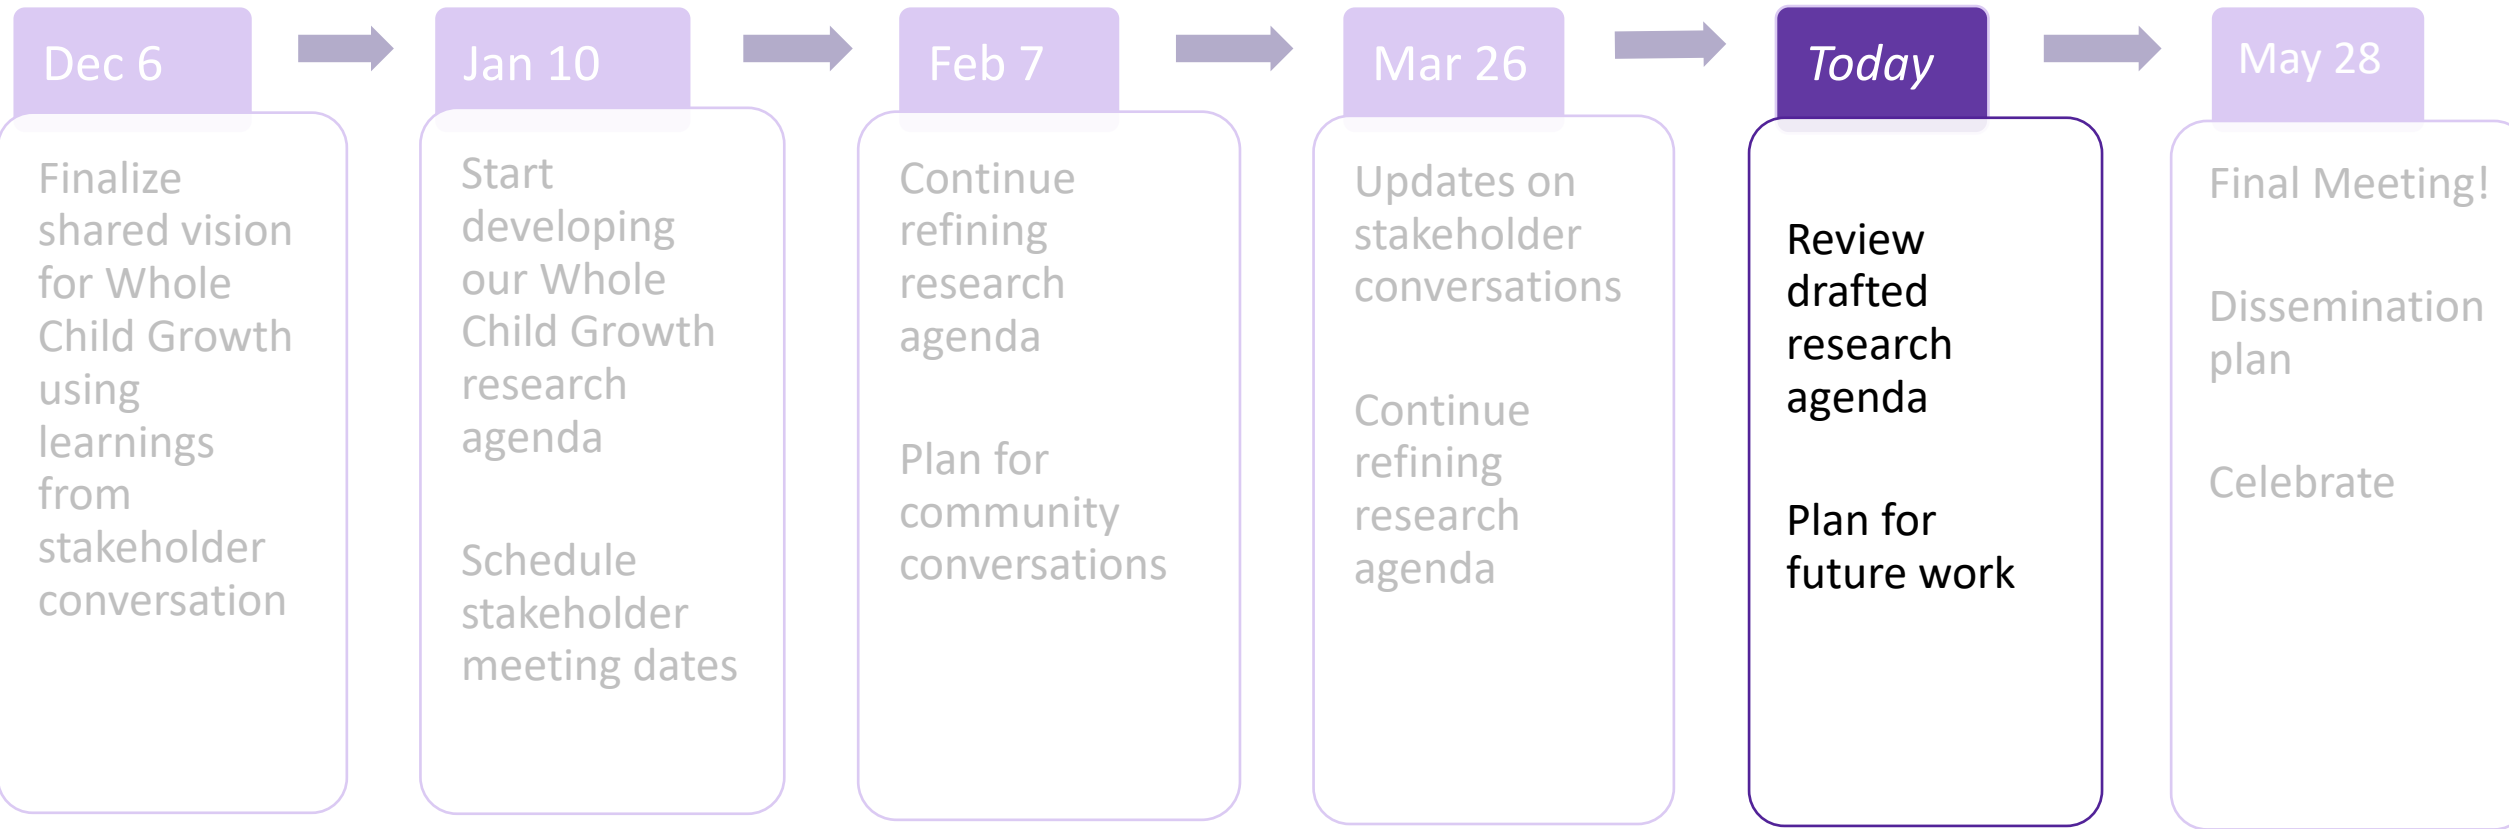 Dec 6
Finalize
shared vision
for Whole
Child Growth
using
learnings
from
stakeholder
conversation
Jan 10
Start
developing
our Whole
Child Growth
research
agenda
Schedule
stakeholder
meeting dates
Feb 7
Continue
refining
research
agenda
Plan for
community
conversations
Mar 26
Updates on
stakeholder
conversations
Continue
refining
research
agenda
Today
Review
drafted
research
agenda
Plan for
future work
May 28
Final Meeting!
Dissemination
plan
Celebrate